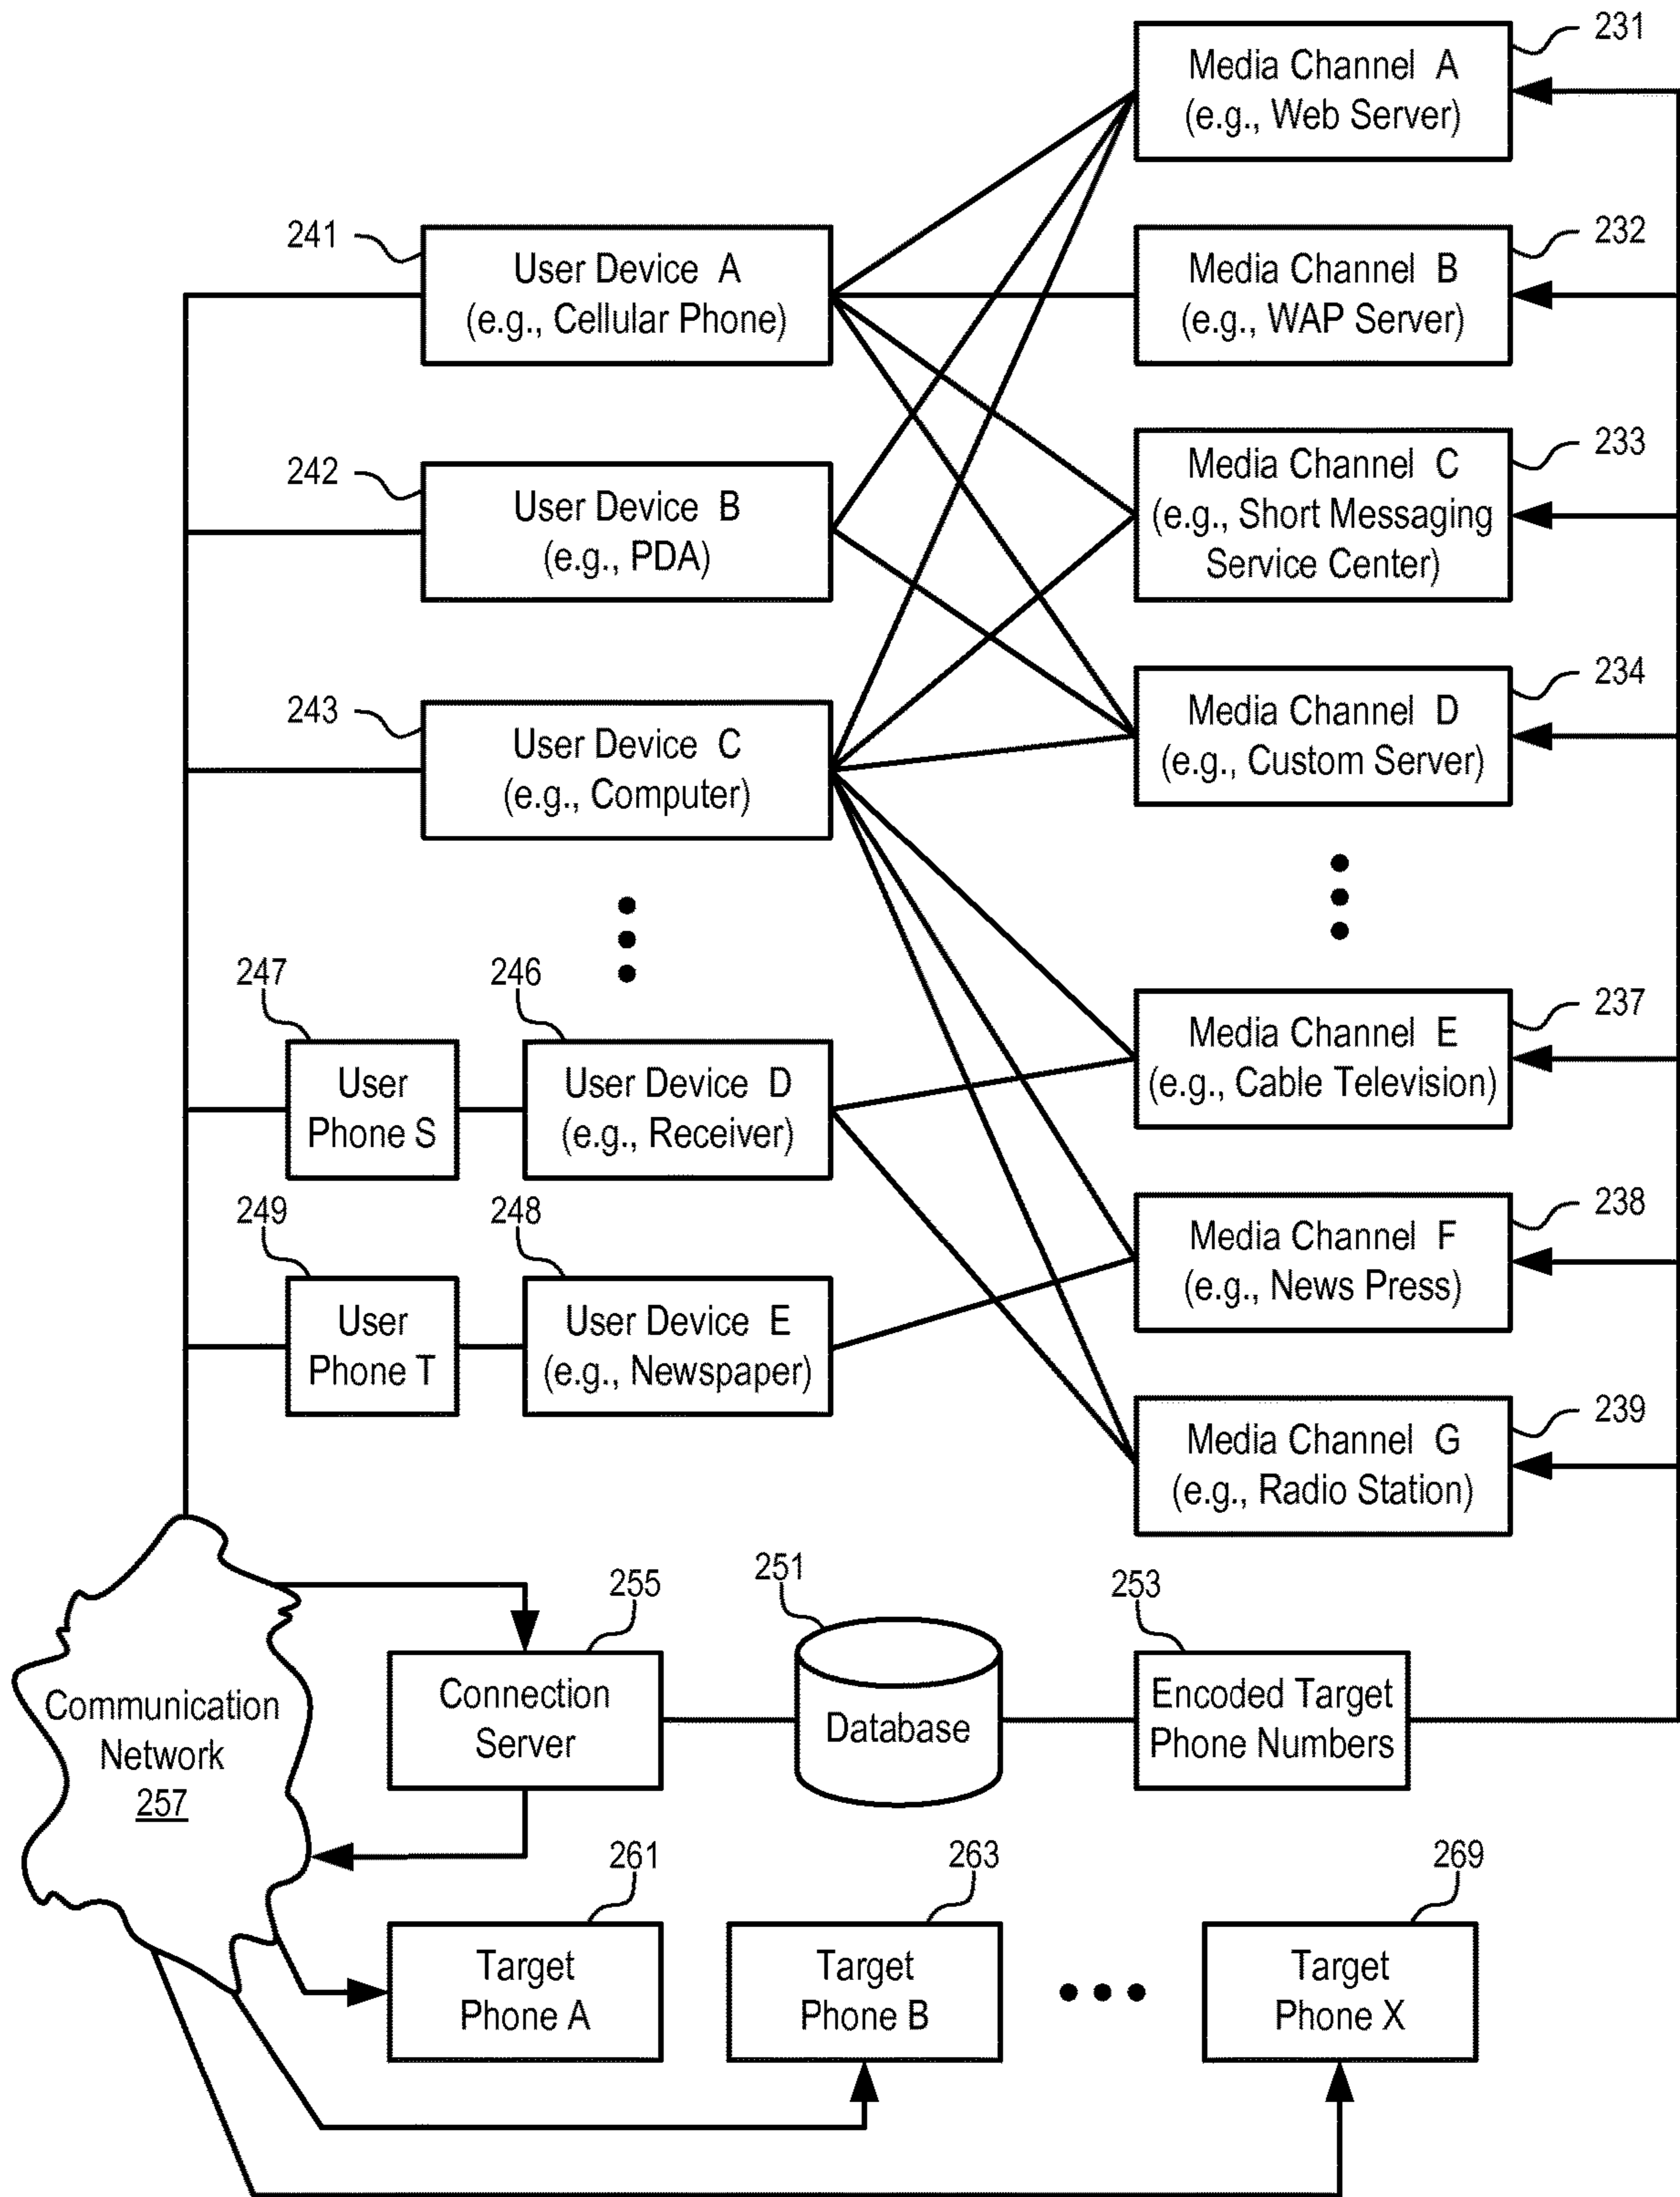 231
Media Channel A
(e.g., Web Server)
241
User Device A
(e.g., Cellular Phone)
232
Media Channel B
(e.g., WAP Server)
242
User Device B
(e.g., PDA)
233
Media Channel C
(e.g., Short Messaging
Service Center)
243
User Device C
(e.g., Computer)
234
Media Channel D
(e.g., Custom Server)
247
User
Phone S
246
User Device D
(e.g., Receiver)
237
Media Channel E
(e.g., Cable Television)
249
User
Phone T
248
User Device E
(e.g., Newspaper)
238
Media Channel F
(e.g., News Press)
239
Media Channel G
(e.g., Radio Station)
Communication
Network
257
255
Connection
Server
251
Database
253
Encoded Target
Phone Numbers
261
Target
Phone A
263
Target
Phone B
269
Target
Phone X